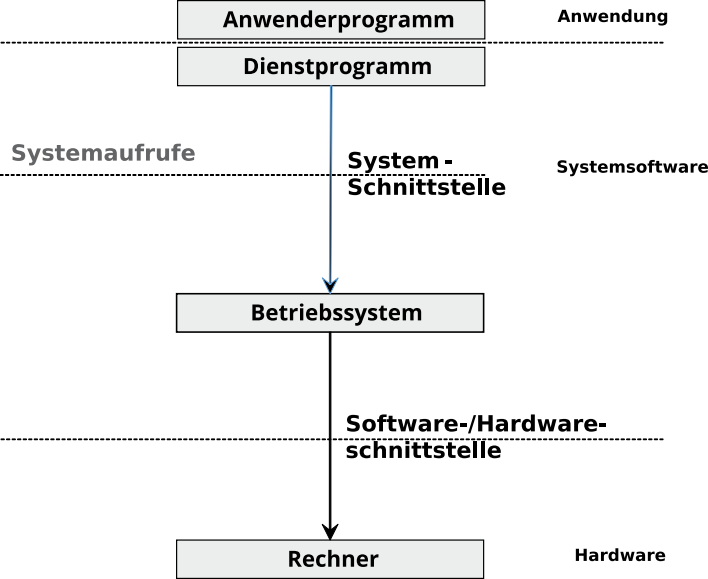 Anwenderprogramm
Anwendung
Dienstprogramm
Systemaufrufe
System -
Schnittstelle
Systemsoftware
Betriebssystem
Software-/Hardware-
schnittstelle
Rechner
Hardware